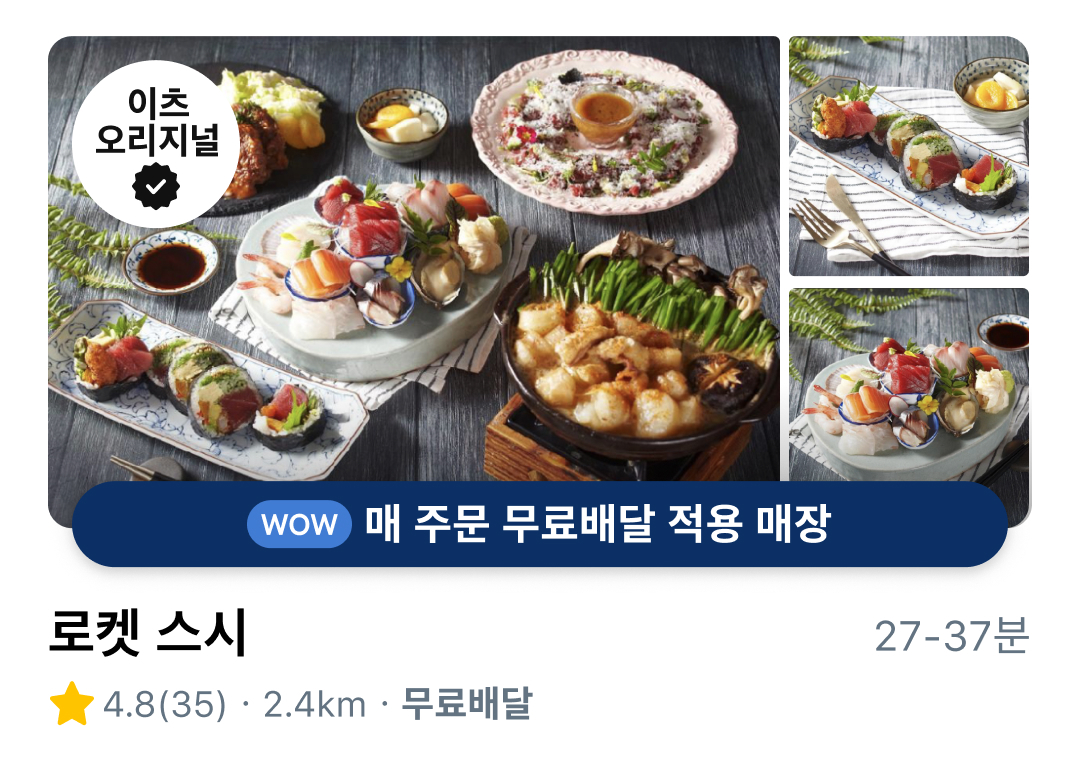 이츠
오리지널
WOW 매 주문 무료배달 적용 매장
로켓 스시
27-37분
4.8(35) · 2.4km · 무료배달